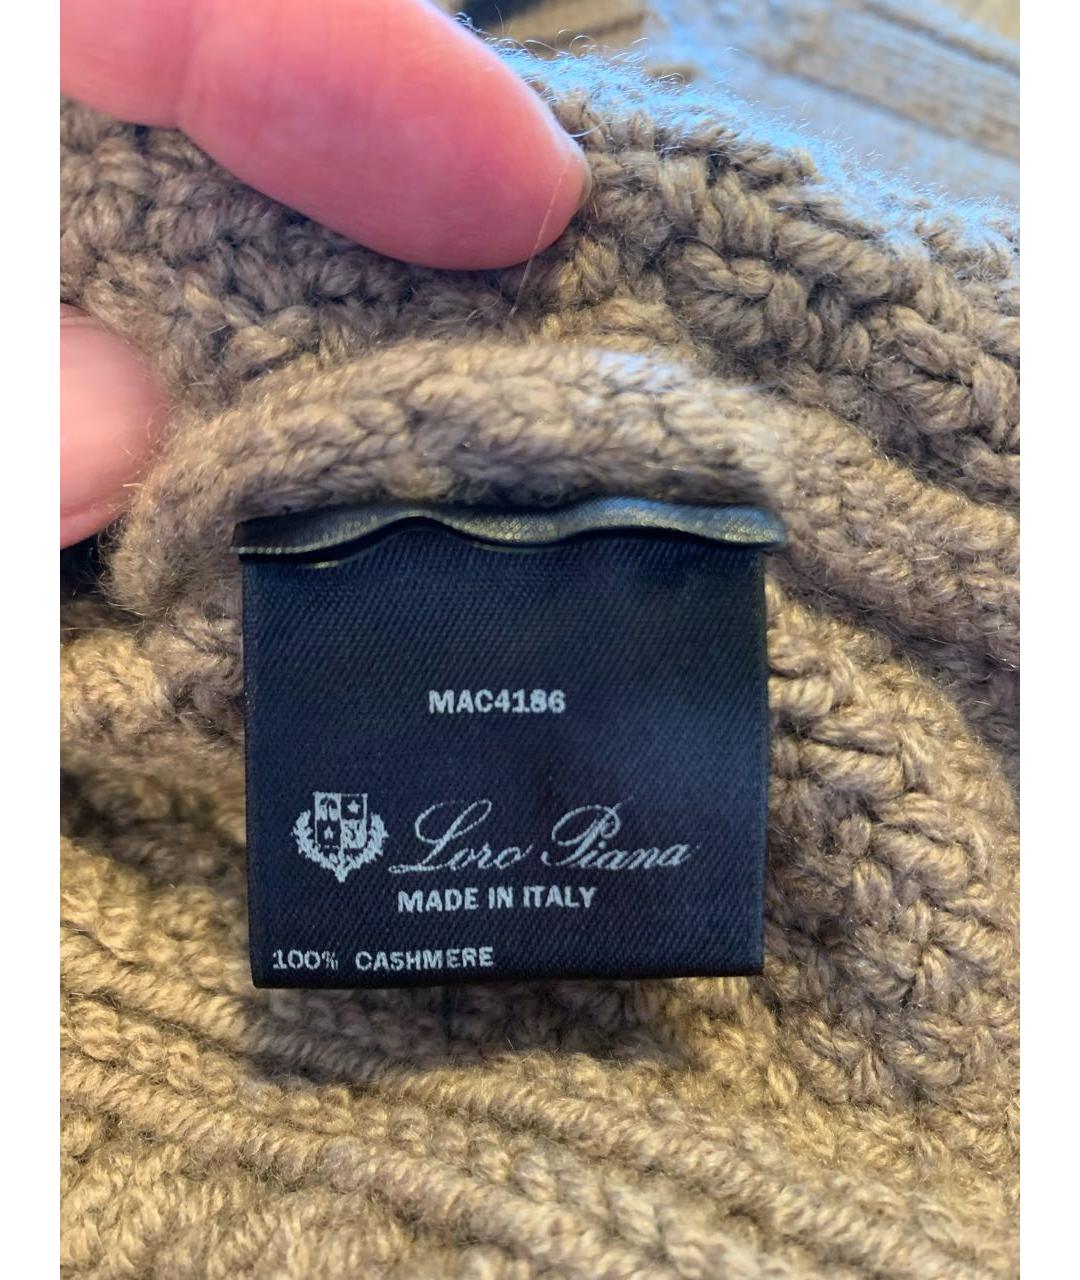 MAC4186
Loro Piana
MADE IN ITALY
100% CASHMERE